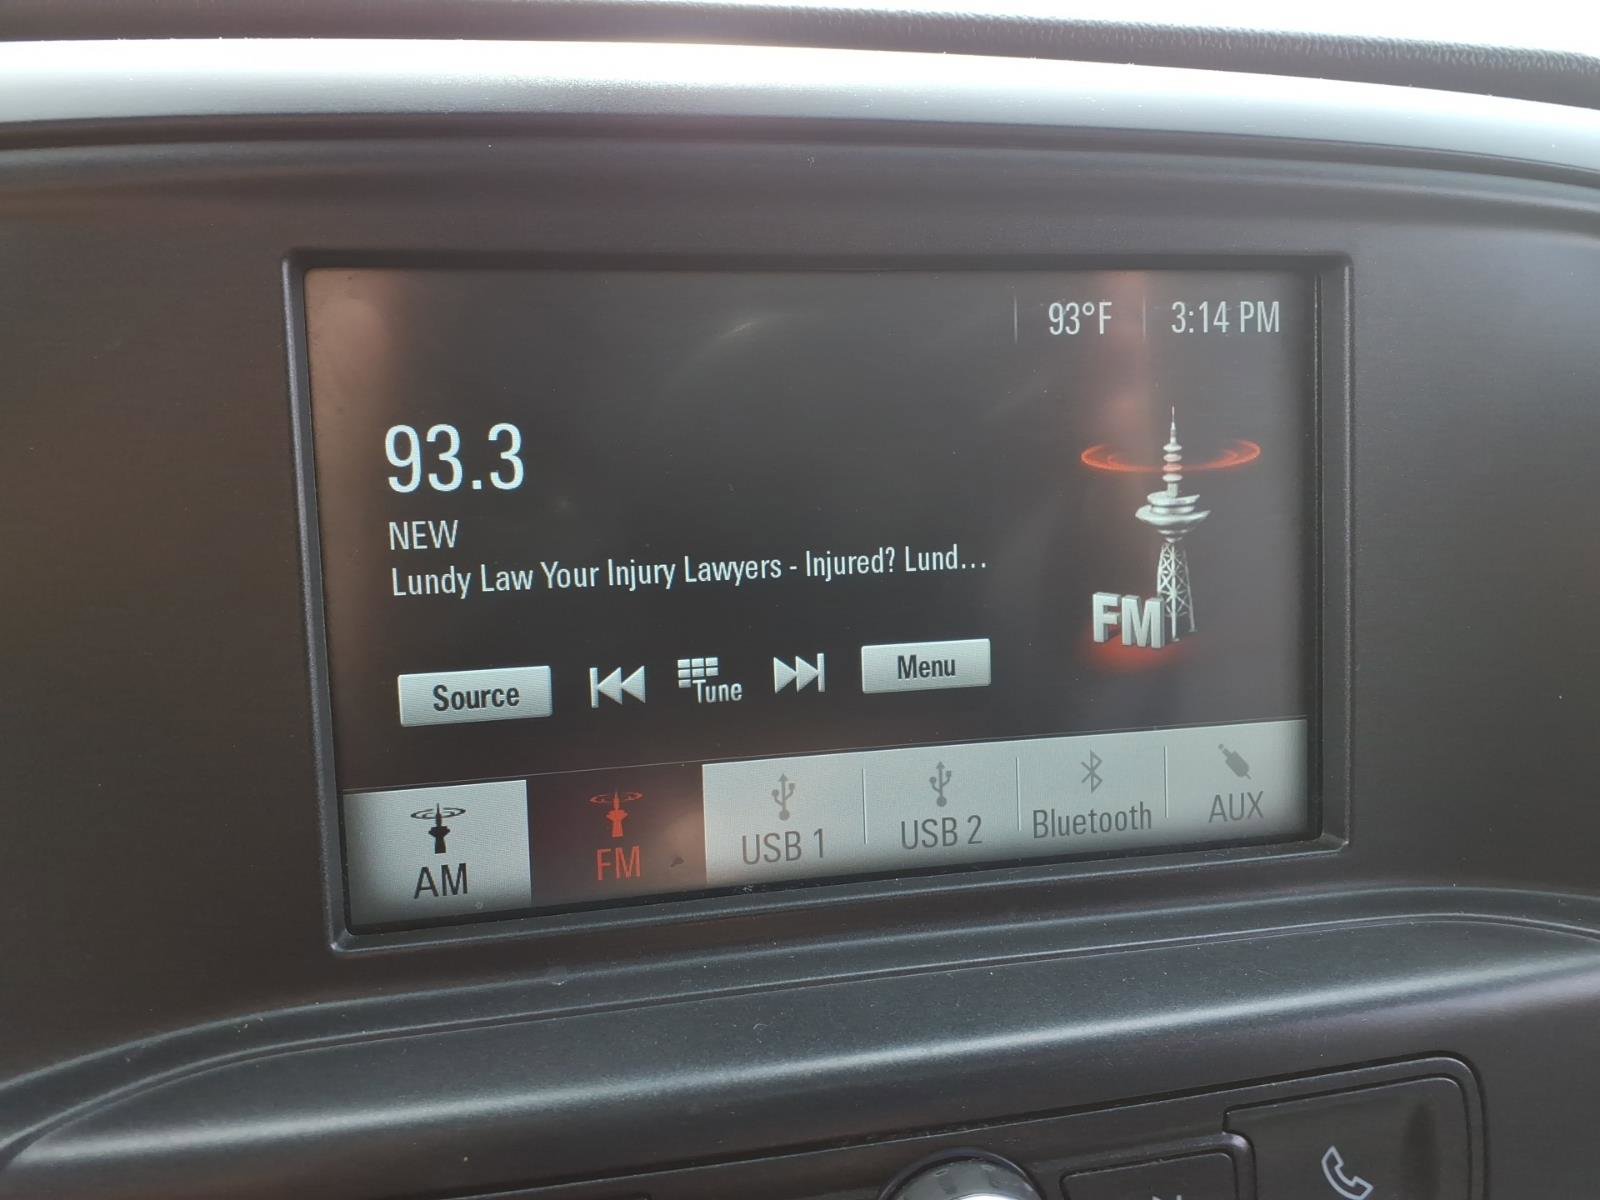 93°F 3:14 PM
93.3
NEW
Lundy Law Your Injury Lawyers - Injured? Lund...
FM
Source Tune Menu
AM FM USB 1 USB 2 Bluetooth AUX